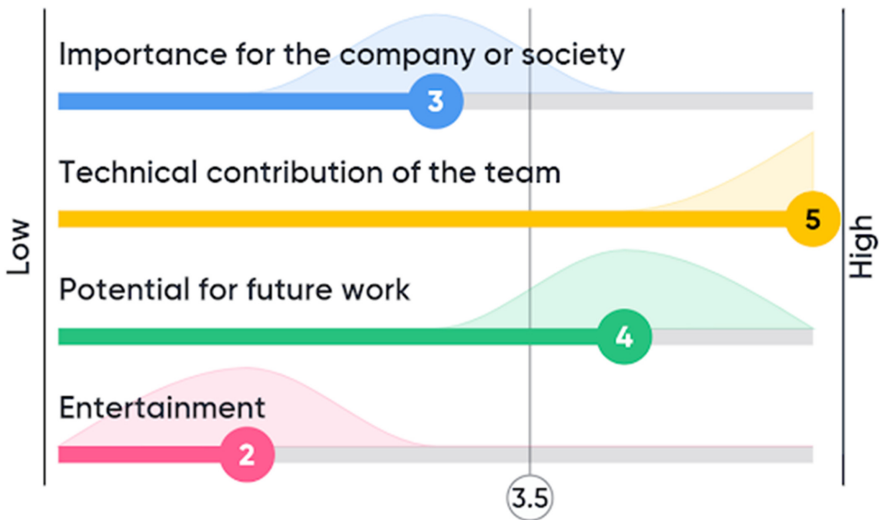 Importance for the company or society
3
Technical contribution of the team
5
Potential for future work
4
Entertainment
2
3.5
Low
High